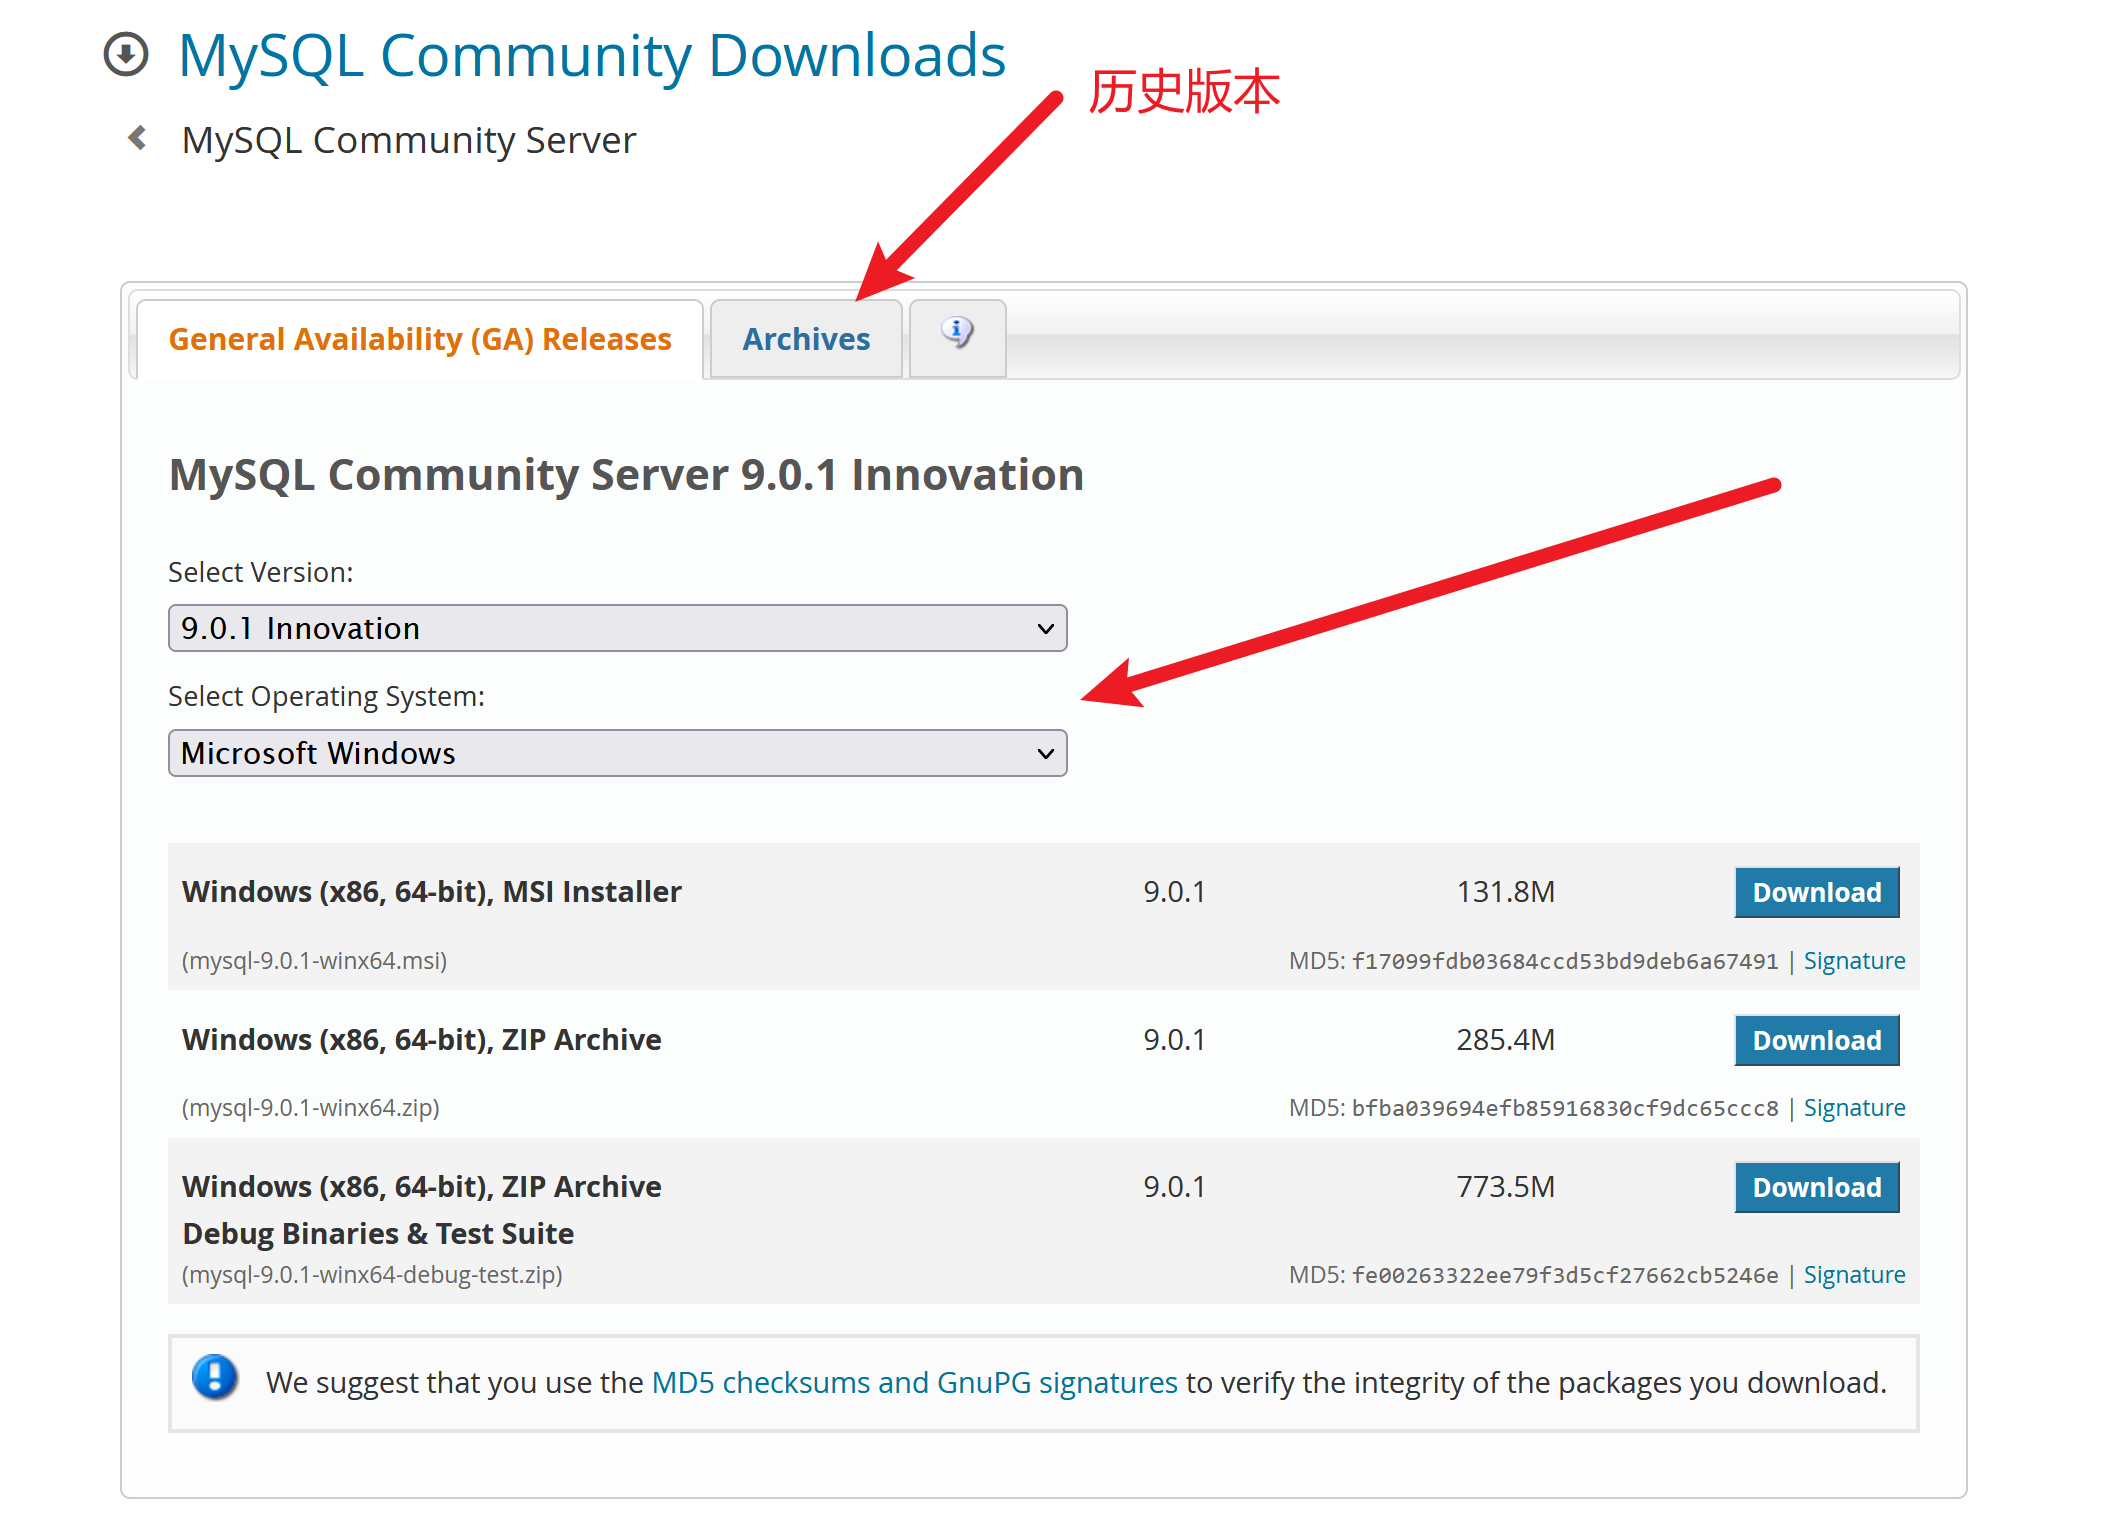 MySQL Community Downloads
历史版本
MySQL Community Server
General Availability (GA) Releases
Archives
MySQL Community Server 9.0.1 Innovation
Select Version:
9.0.1 Innovation
Select Operating System:
Microsoft Windows
Windows (x86, 64-bit), MSI Installer 9.0.1 131.8M Download
(mysql-9.0.1-winx64.msi) MD5: f17099fdb03684ccd53bd9deb6a67491 | Signature
Windows (x86, 64-bit), ZIP Archive 9.0.1 285.4M Download
(mysql-9.0.1-winx64.zip) MD5: bfba039694efb85916830cf9dc65ccc8 | Signature
Windows (x86, 64-bit), ZIP Archive 9.0.1 773.5M Download
Debug Binaries & Test Suite
(mysql-9.0.1-winx64-debug-test.zip) MD5: fe00263322ee79f3d5cf27662cb5246e | Signature
We suggest that you use the MD5 checksums and GnuPG signatures to verify the integrity of the packages you download.